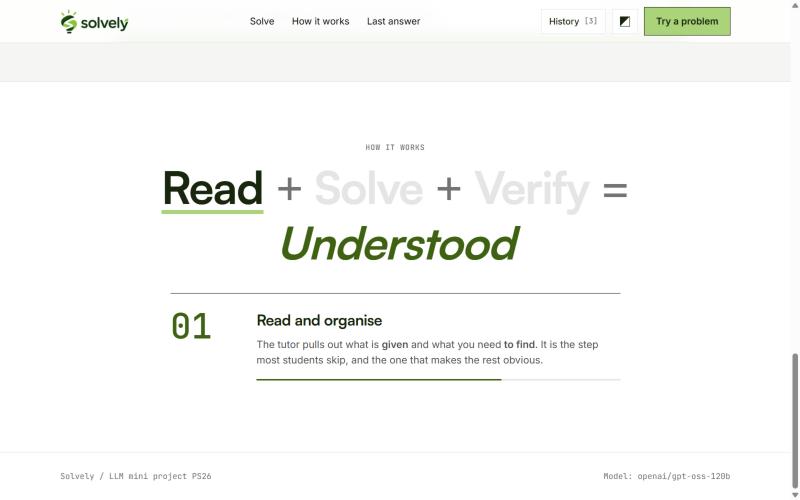 solvely
Solve How it works Last answer
History [3]
Try a problem
HOW IT WORKS
Read + Solve + Verify =
Understood
01
Read and organise
The tutor pulls out what is given and what you need to find. It is the step
most students skip, and the one that makes the rest obvious.
Solvely / LLM mini project PS26
Model: openai/gpt-oss-120b